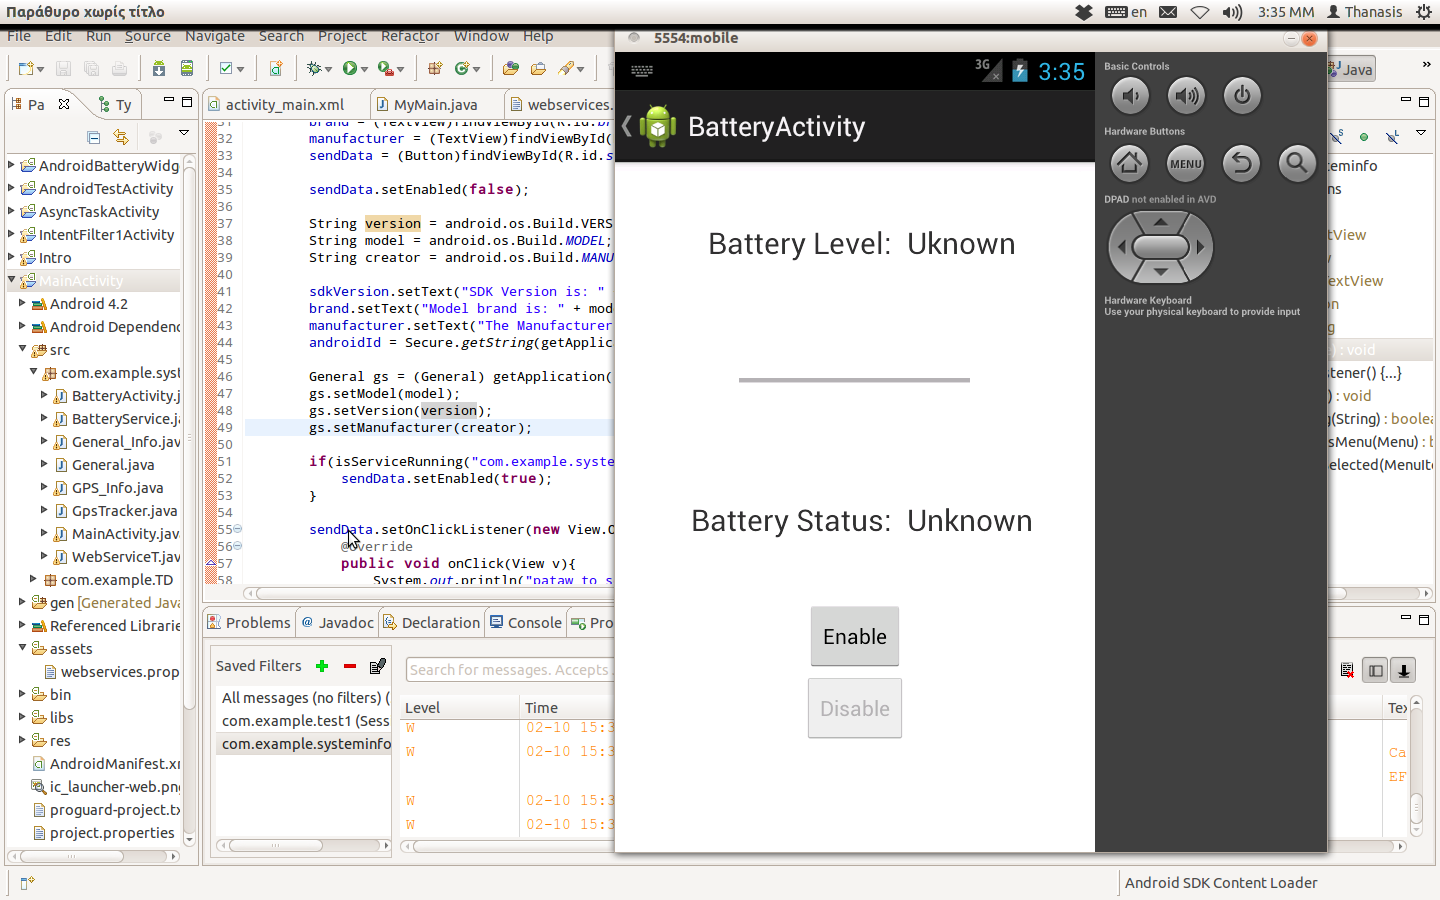 Παράθυρο χωρίς τίτλο
en
3:35 ΜΜ
Thanasis
File Edit Run Source Navigate Search Project Refactor Window Help
Java
Pa
Ty
AndroidBatteryWidg
AndroidTestActivity
AsyncTaskActivity
IntentFilter1Activity
Intro
MainActivity
Android 4.2
Android Dependenc
src
com.example.syst
BatteryActivity.j
BatteryService.ja
General_Info.jav
General.java
GPS_Info.java
GpsTracker.java
MainActivity.java
WebServiceT.jav
com.example.TD
gen [Generated Java
Referenced Librarie
assets
webservices.prop
bin
libs
res
AndroidManifest.xm
ic_launcher-web.png
proguard-project.tx
project.properties
activity_main.xml
MyMain.java
webservices.
31 brand = (TextView)findViewById(R.id.br
32 manufacturer = (TextView)findViewById(
33 sendData = (Button)findViewById(R.id.s
34
35 sendData.setEnabled(false);
36
37 String version = android.os.Build.VERS
38 String model = android.os.Build.MODEL;
39 String creator = android.os.Build.MANU
40
41 sdkVersion.setText("SDK Version is: "
42 brand.setText("Model brand is: " + mod
43 manufacturer.setText("The Manufacturer
44 androidId = Secure.getString(getApplic
45
46 General gs = (General) getApplication(
47 gs.setModel(model);
48 gs.setVersion(version);
49 gs.setManufacturer(creator);
50
51 if(isServiceRunning("com.example.syste
52 sendData.setEnabled(true);
53 }
54
55 sendData.setOnClickListener(new View.O
56 @Override
57 public void onClick(View v){
58 System.out.println("pataw to s
Problems
Javadoc
Declaration
Console
Pro
Saved Filters
All messages (no filters) (
com.example.test1 (Sess
com.example.systeminfo
Search for messages. Accepts
Level Time
W 02-10 15:3
W 02-10 15:3
W 02-10 15:3
W 02-10 15:3
5554:mobile
3G
3:35
BatteryActivity
Battery Level: Uknown
Battery Status: Unknown
Enable
Disable
Basic Controls
Hardware Buttons
MENU
DPAD not enabled in AVD
Hardware Keyboard
Use your physical keyboard to provide input
teminfo
ns
tView
TextView
on
g
) : void
stener() {...}
) : void
g(String) : boolea
sMenu(Menu) : b
elected(MenuIte
Tex
Ca
EF
Android SDK Content Loader